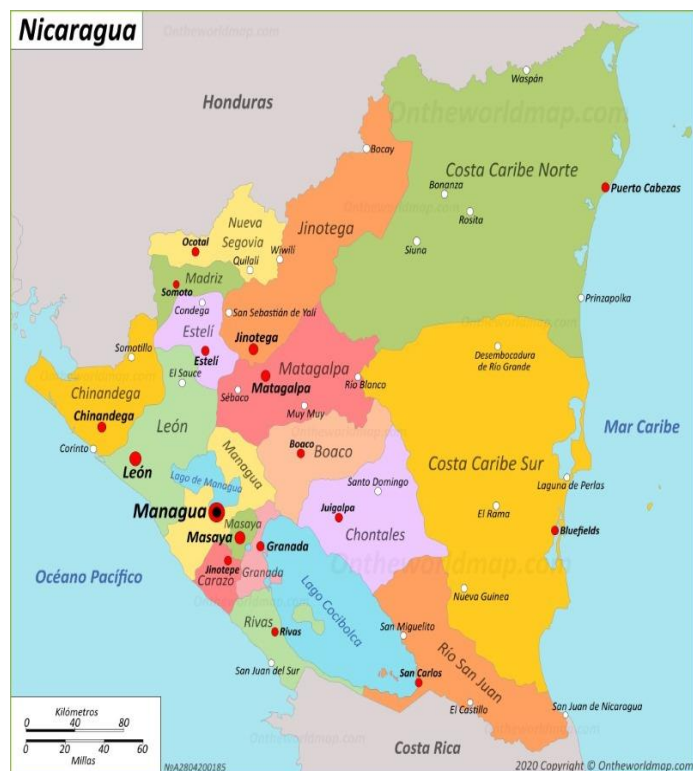 Nicaragua
Ontheworldmap.com
Honduras
Waspán
Ontheworldmap.com
Bocay
Costa Caribe Norte
Bonanza
Puerto Cabezas
Rosita
Nueva
Segovia
Jinotega
Ocotal
Wiwilí
Siuna
Quilalí
Madriz
Somoto
Condega
Prinzapolka
San Sebastián de Yalí
Estelí
Jinotega
Estelí
Somotillo
Desembocadura
de Río Grande
Matagalpa
El Sauce
Matagalpa
Río Blanco
Chinandega
Sébaco
Muy Muy
Chinandega
León
Mar Caribe
Corinto
Managua
Boaco
Boaco
León
Costa Caribe Sur
Lago de Managua
Santo Domingo
Laguna de Perlas
Managua
Juigalpa
El Rama
Masaya
Chontales
Bluefields
Masaya
Granada
Jinotepe
Ontheworldmap.com
Carazo
Granada
Océano Pacífico
Lago Cocibolca
Nueva Guinea
Rivas
Rivas
San Miguelito
San Juan del Sur
San Carlos
Río San Juan
El Castillo
San Juan de Nicaragua
Kilómetros
0 40 80
0 20 40 60
Millas
Costa Rica
2020 Copyright © Ontheworldmap.com